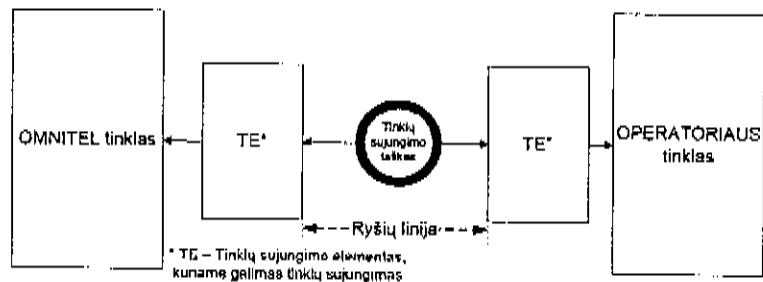 OMNITEL tinklas
TE*
Tinklų
sujungimo
taškas
TE*
OPERATORIAUS
tinklas
Ryšių linija
* TE – Tinklų sujungimo elementas,
kuriame galimas tinklų sujungimas